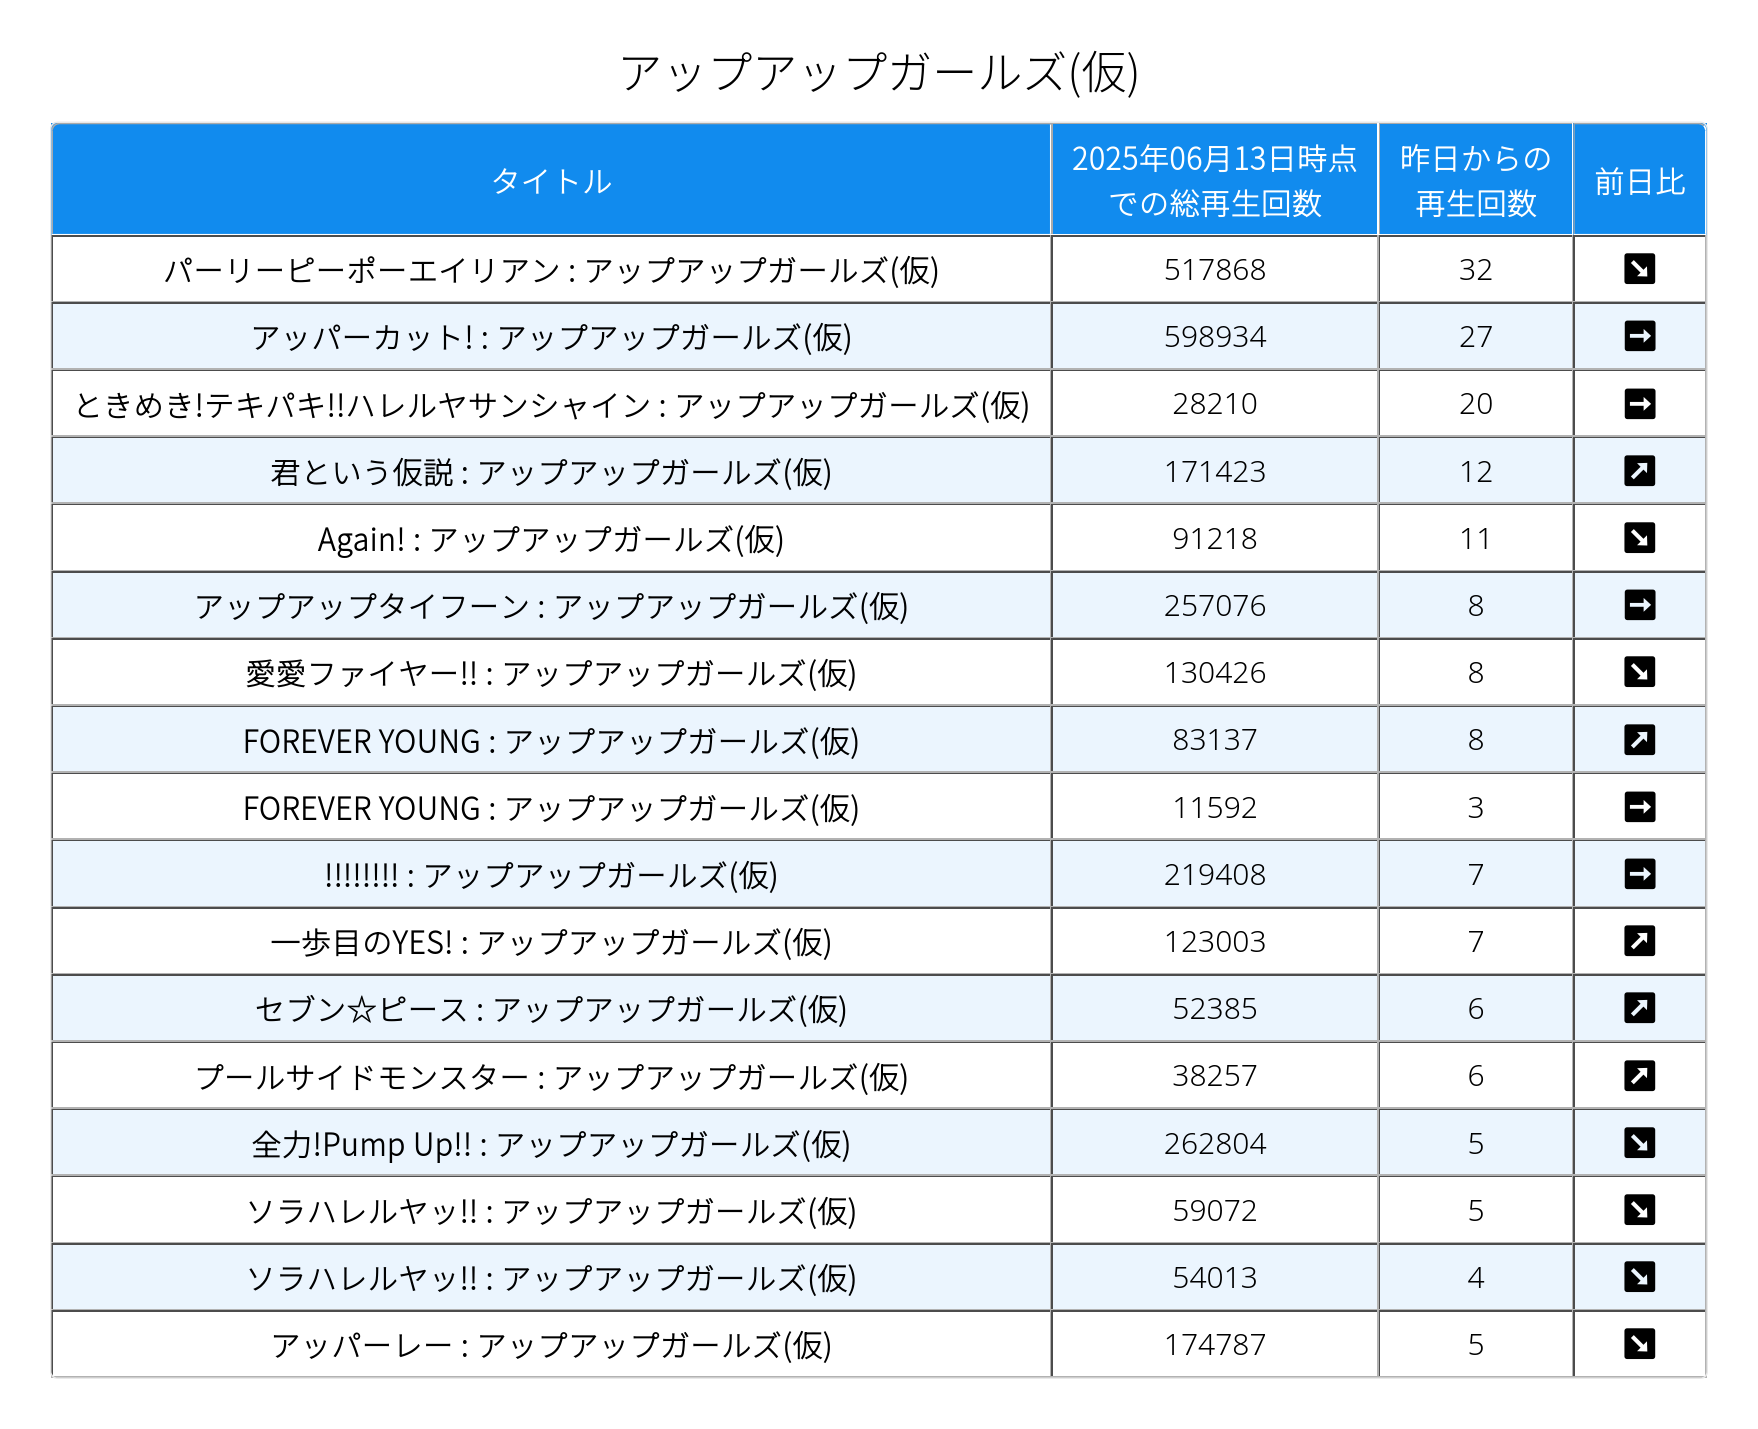 アップアップガールズ(仮)
タイトル 2025年06月13日時点での総再生回数 昨日からの再生回数 前日比
パーリーピーポーエイリアン : アップアップガールズ(仮) 517868 32 ↘
アッパーカット! : アップアップガールズ(仮) 598934 27 →
ときめき!テキパキ!!ハレルヤサンシャイン : アップアップガールズ(仮) 28210 20 →
君という仮説 : アップアップガールズ(仮) 171423 12 ↗
Again! : アップアップガールズ(仮) 91218 11 ↘
アップアップタイフーン : アップアップガールズ(仮) 257076 8 →
愛愛ファイヤー!! : アップアップガールズ(仮) 130426 8 ↘
FOREVER YOUNG : アップアップガールズ(仮) 83137 8 ↗
FOREVER YOUNG : アップアップガールズ(仮) 11592 3 →
!!!!!!!! : アップアップガールズ(仮) 219408 7 →
一歩目のYES! : アップアップガールズ(仮) 123003 7 ↗
セブン☆ピース : アップアップガールズ(仮) 52385 6 ↗
プールサイドモンスター : アップアップガールズ(仮) 38257 6 ↗
全力!Pump Up!! : アップアップガールズ(仮) 262804 5 ↘
ソラハレルヤッ!! : アップアップガールズ(仮) 59072 5 ↘
ソラハレルヤッ!! : アップアップガールズ(仮) 54013 4 ↘
アッパーレー : アップアップガールズ(仮) 174787 5 ↘